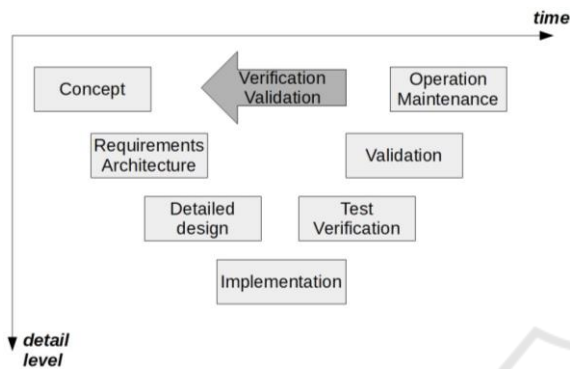 time
Concept
Verification
Validation
Operation
Maintenance
Requirements
Architecture
Validation
Detailed
design
Test
Verification
Implementation
detail
level